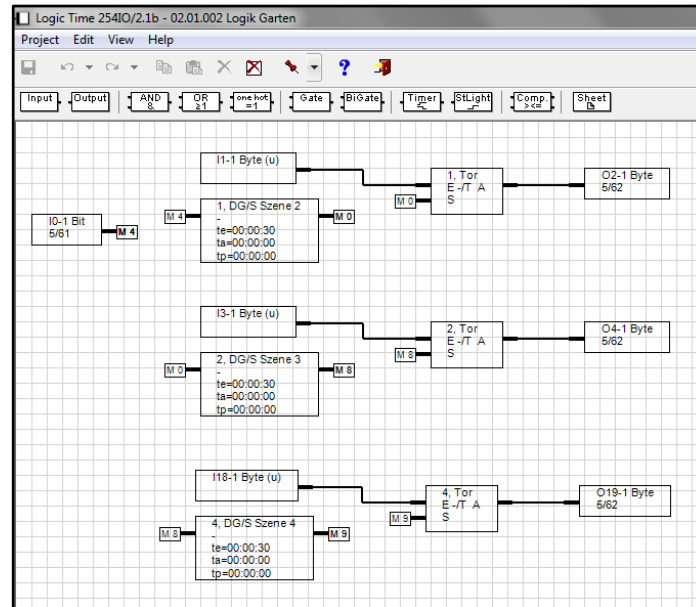 Logic Time 254IO/2.1b - 02.01.002 Logik Garten
Project Edit View Help
Input Output AND & OR ≥1 one hot =1 Gate BiGate Timer StLight Comp. ><= Sheet
I1-1 Byte (u)
1, Tor
E -/T A
S
M 0
O2-1 Byte
5/62
I0-1 Bit
5/61
M 4
M 4
1, DG/S Szene 2
-
te=00:00:30
ta=00:00:00
tp=00:00:00
M 0
I3-1 Byte (u)
2, Tor
E -/T A
S
M 8
O4-1 Byte
5/62
M 0
2, DG/S Szene 3
-
te=00:00:30
ta=00:00:00
tp=00:00:00
M 8
I18-1 Byte (u)
4, Tor
E -/T A
S
M 9
O19-1 Byte
5/62
M 8
4, DG/S Szene 4
-
te=00:00:30
ta=00:00:00
tp=00:00:00
M 9